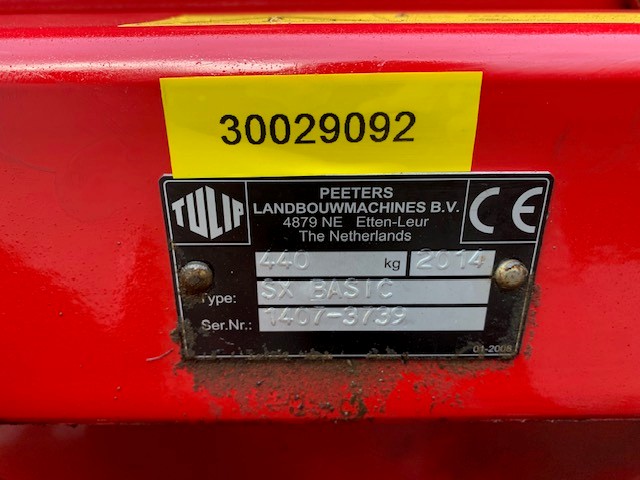 30029092
TULIP
PEETERS
LANDBOUWMACHINES B.V.
4879 NE Etten-Leur
The Netherlands
CE
440 kg 2014
Type: SX BASIC
Ser.Nr.: 1407-3739
01-2008